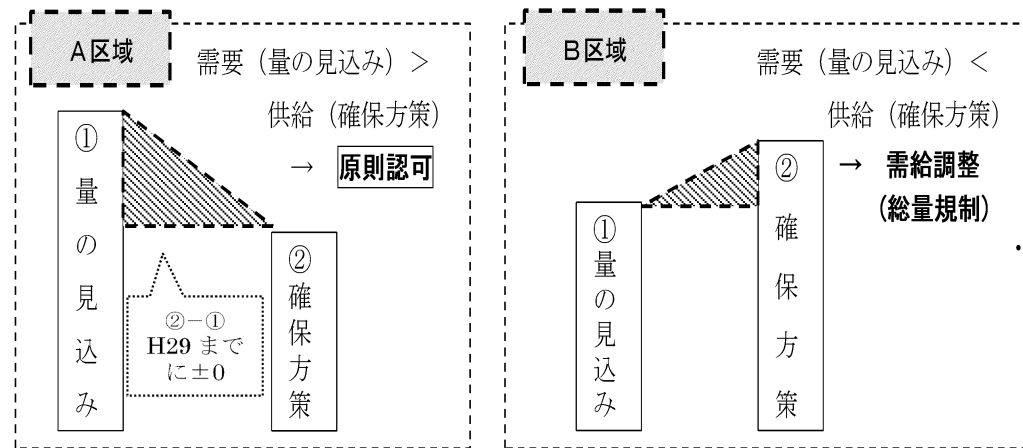 A区域
需要（量の見込み）＞
供給（確保方策）
→ 原則認可
①量の見込み
②－①
H29 まで
に±0
②確保方策
B区域
需要（量の見込み）＜
供給（確保方策）
→ 需給調整
（総量規制）
①量の見込み
②確保方策